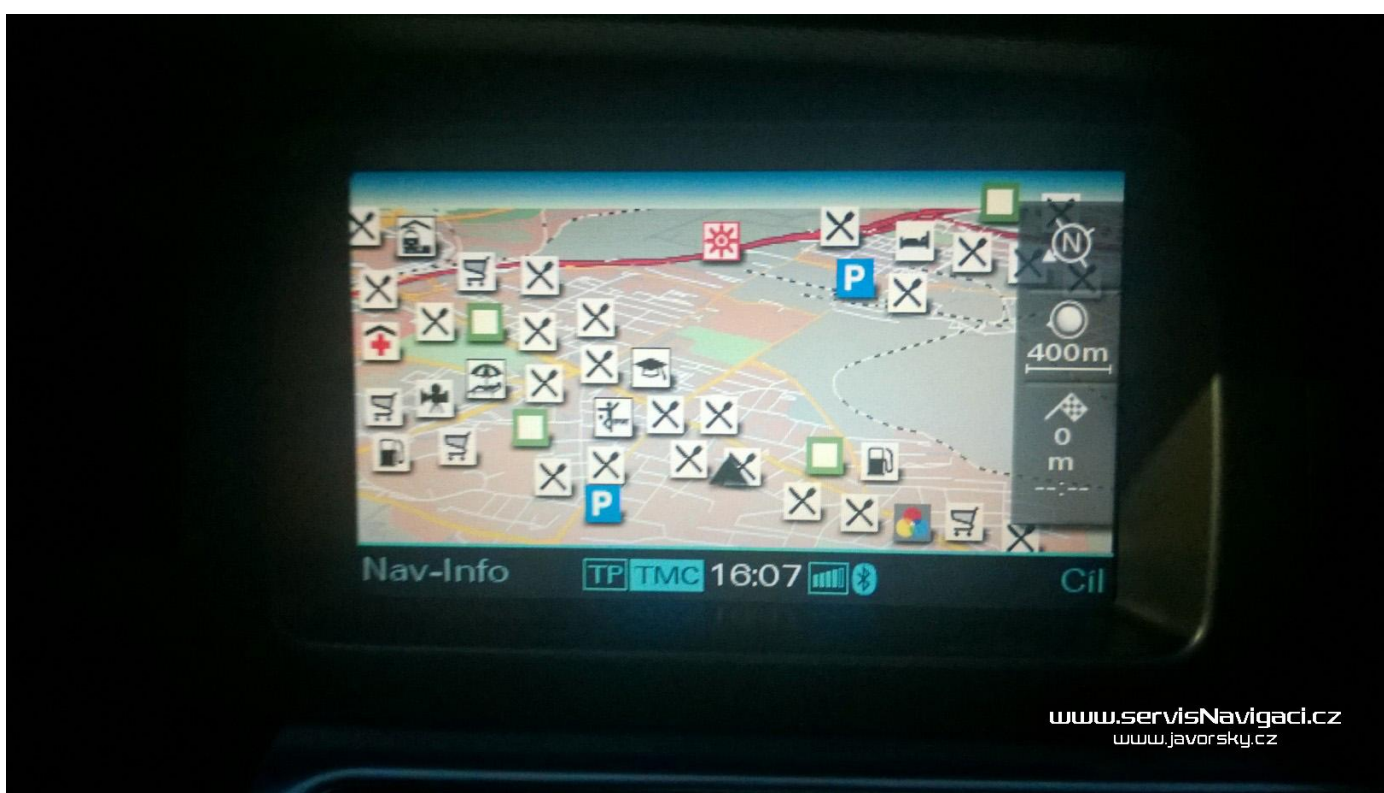 N
P
400m
0
m
--:--
P
Nav-Info TP TMC 16:07 Cíl
www.servisNavigaci.cz
www.javorsky.cz